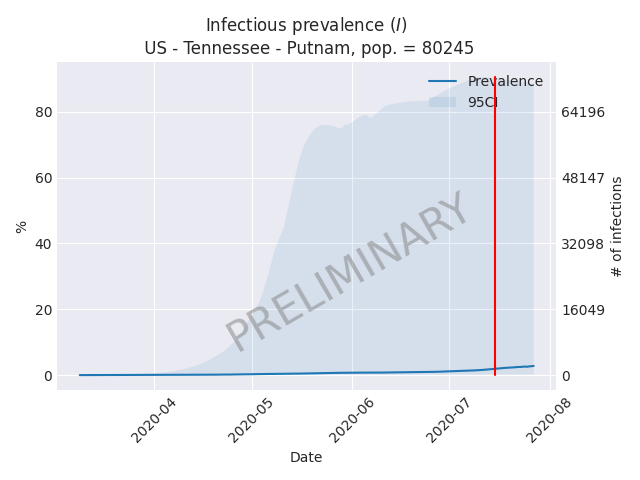 Infectious prevalence (I)
US - Tennessee - Putnam, pop. = 80245
Prevalence
95CI
80
60
40
20
0
%
64196
48147
32098
16049
0
# of infections
PRELIMINARY
2020-04
2020-05
2020-06
2020-07
2020-08
Date